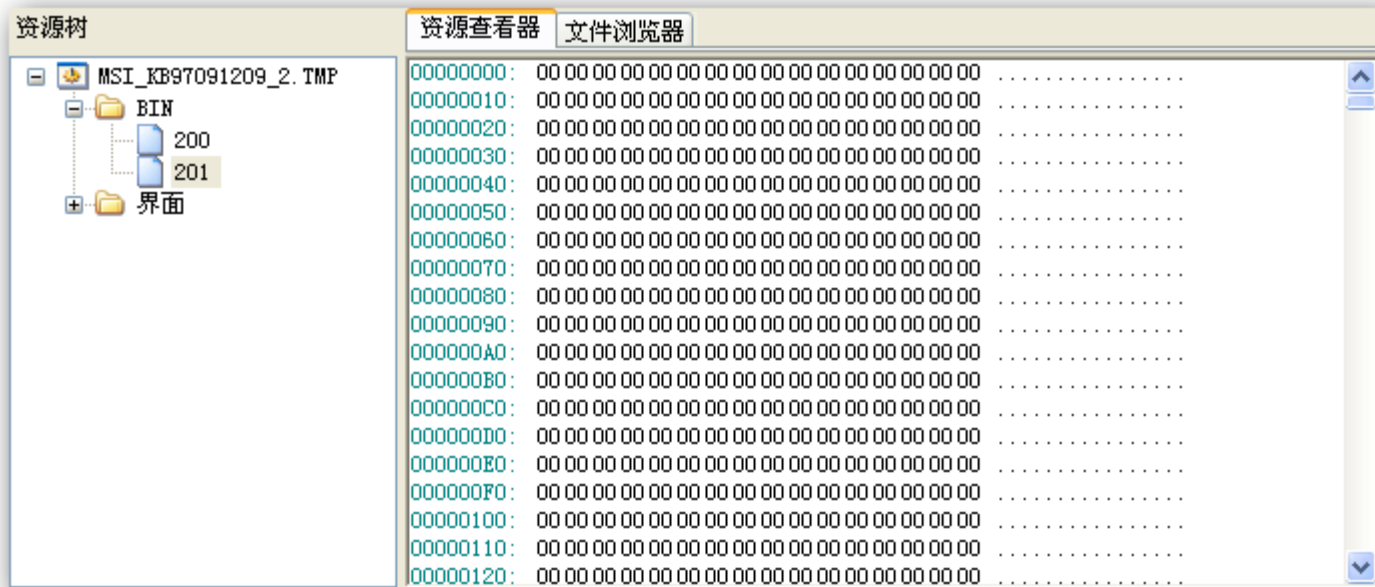 资源树
资源查看器 文件浏览器
MSI_KB97091209_2.TMP
BIN
200
201
界面
00000000: 00 00 00 00 00 00 00 00 00 00 00 00 00 00 00 00 ................
00000010: 00 00 00 00 00 00 00 00 00 00 00 00 00 00 00 00 ................
00000020: 00 00 00 00 00 00 00 00 00 00 00 00 00 00 00 00 ................
00000030: 00 00 00 00 00 00 00 00 00 00 00 00 00 00 00 00 ................
00000040: 00 00 00 00 00 00 00 00 00 00 00 00 00 00 00 00 ................
00000050: 00 00 00 00 00 00 00 00 00 00 00 00 00 00 00 00 ................
00000060: 00 00 00 00 00 00 00 00 00 00 00 00 00 00 00 00 ................
00000070: 00 00 00 00 00 00 00 00 00 00 00 00 00 00 00 00 ................
00000080: 00 00 00 00 00 00 00 00 00 00 00 00 00 00 00 00 ................
00000090: 00 00 00 00 00 00 00 00 00 00 00 00 00 00 00 00 ................
000000A0: 00 00 00 00 00 00 00 00 00 00 00 00 00 00 00 00 ................
000000B0: 00 00 00 00 00 00 00 00 00 00 00 00 00 00 00 00 ................
000000C0: 00 00 00 00 00 00 00 00 00 00 00 00 00 00 00 00 ................
000000D0: 00 00 00 00 00 00 00 00 00 00 00 00 00 00 00 00 ................
000000E0: 00 00 00 00 00 00 00 00 00 00 00 00 00 00 00 00 ................
000000F0: 00 00 00 00 00 00 00 00 00 00 00 00 00 00 00 00 ................
00000100: 00 00 00 00 00 00 00 00 00 00 00 00 00 00 00 00 ................
00000110: 00 00 00 00 00 00 00 00 00 00 00 00 00 00 00 00 ................
00000120: 00 00 00 00 00 00 00 00 00 00 00 00 00 00 00 00 ................